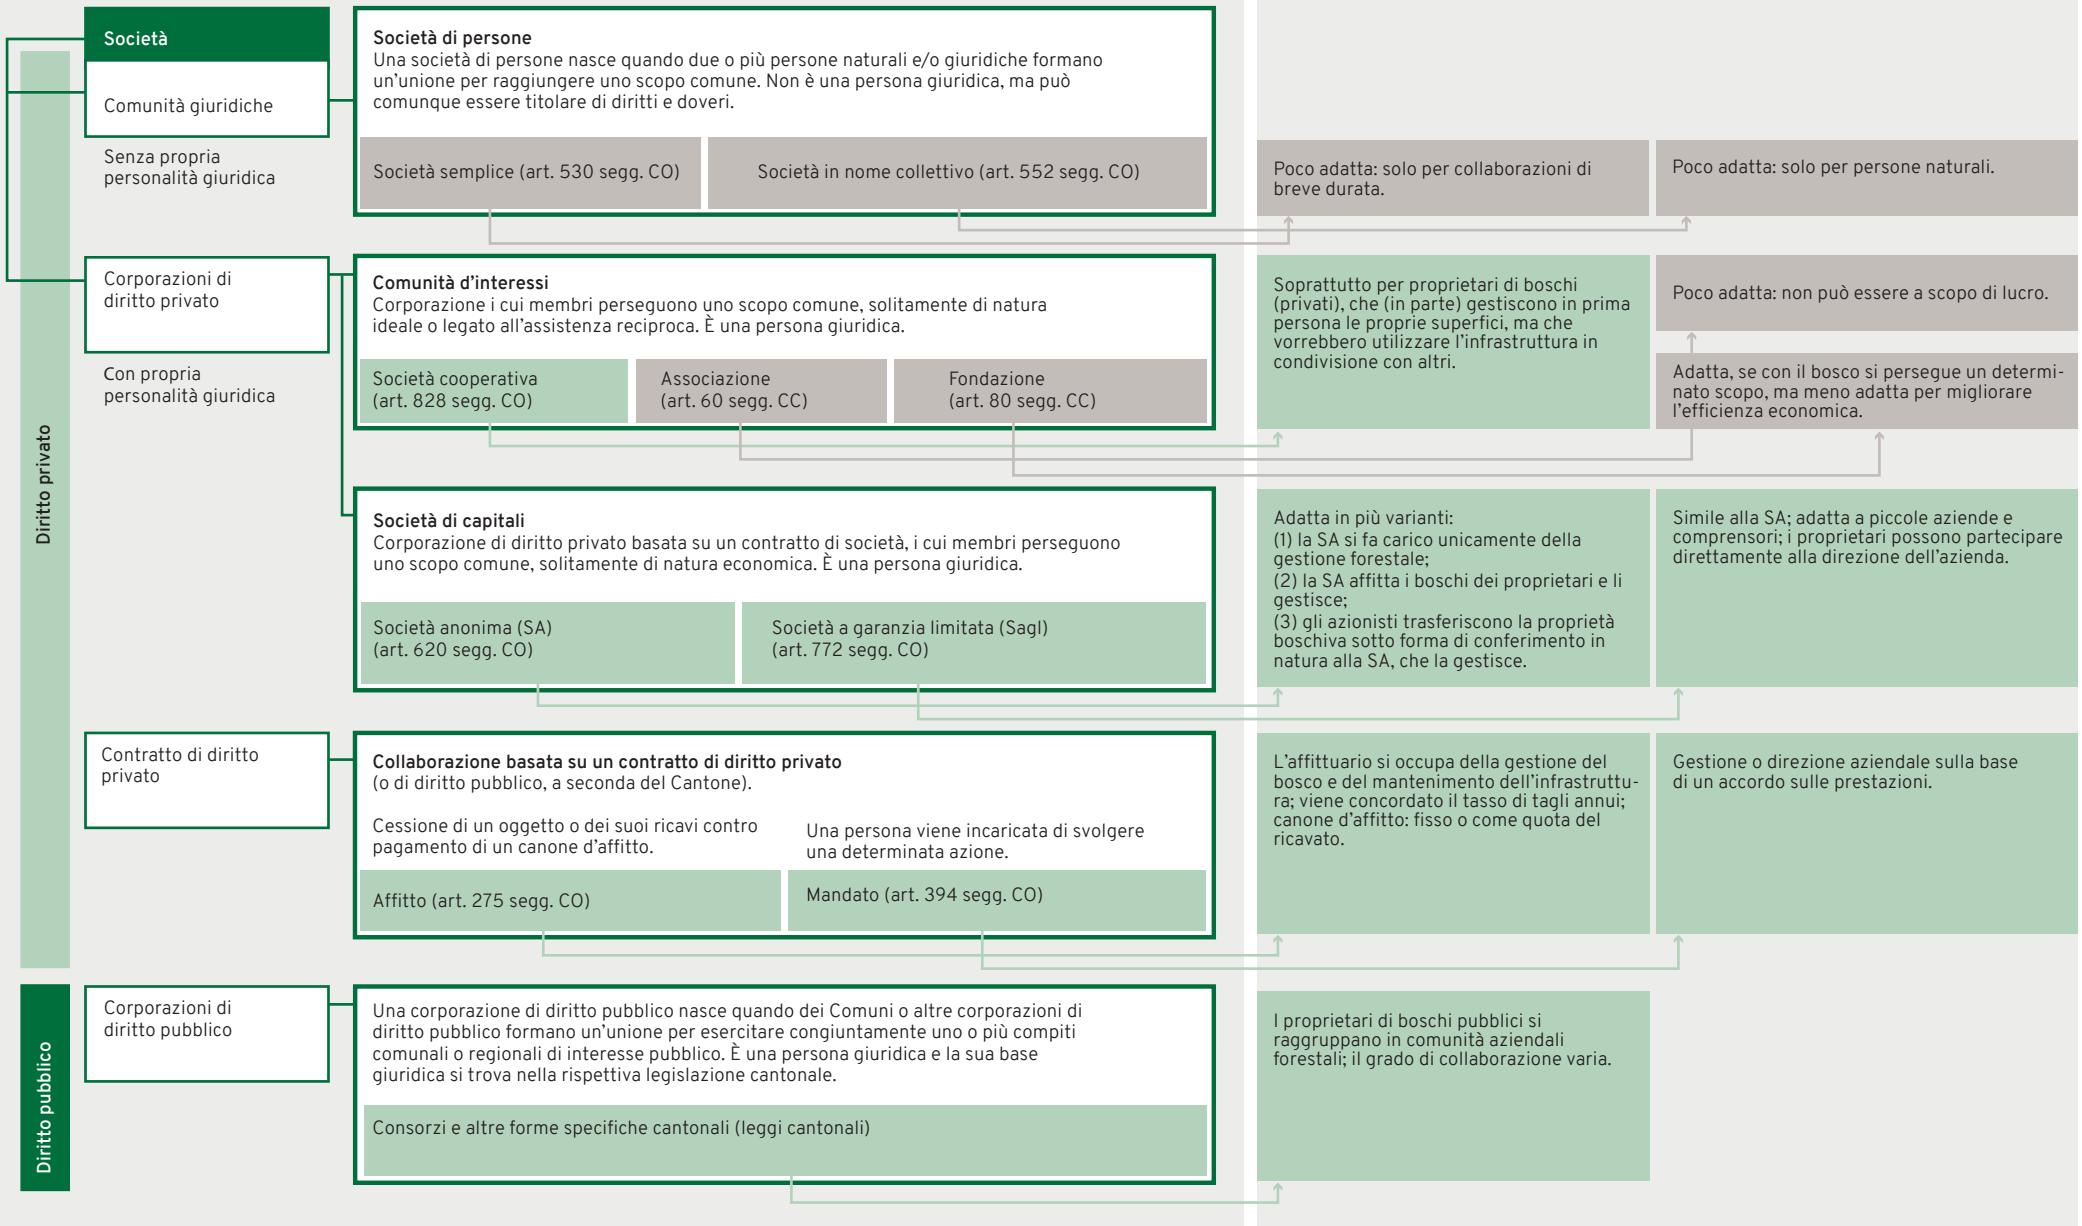 Società
Comunità giuridiche
Senza propria
personalità giuridica
Società di persone
Una società di persone nasce quando due o più persone naturali e/o giuridiche formano
un'unione per raggiungere uno scopo comune. Non è una persona giuridica, ma può
comunque essere titolare di diritti e doveri.
Società semplice (art. 530 segg. CO)
Società in nome collettivo (art. 552 segg. CO)
Poco adatta: solo per collaborazioni di
breve durata.
Poco adatta: solo per persone naturali.
Diritto privato
Corporazioni di
diritto privato
Con propria
personalità giuridica
Comunità d'interessi
Corporazione i cui membri perseguono uno scopo comune, solitamente di natura
ideale o legato all'assistenza reciproca. È una persona giuridica.
Società cooperativa
(art. 828 segg. CO)
Associazione
(art. 60 segg. CC)
Fondazione
(art. 80 segg. CC)
Soprattutto per proprietari di boschi
(privati), che (in parte) gestiscono in prima
persona le proprie superfici, ma che
vorrebbero utilizzare l'infrastruttura in
condivisione con altri.
Poco adatta: non può essere a scopo di lucro.
Adatta, se con il bosco si persegue un determi-
nato scopo, ma meno adatta per migliorare
l'efficienza economica.
Società di capitali
Corporazione di diritto privato basata su un contratto di società, i cui membri perseguono
uno scopo comune, solitamente di natura economica. È una persona giuridica.
Società anonima (SA)
(art. 620 segg. CO)
Società a garanzia limitata (Sagl)
(art. 772 segg. CO)
Adatta in più varianti:
(1) la SA si fa carico unicamente della
gestione forestale;
(2) la SA affitta i boschi dei proprietari e li
gestisce;
(3) gli azionisti trasferiscono la proprietà
boschiva sotto forma di conferimento in
natura alla SA, che la gestisce.
Simile alla SA; adatta a piccole aziende e
comprensori; i proprietari possono partecipare
direttamente alla direzione dell'azienda.
Contratto di diritto
privato
Collaborazione basata su un contratto di diritto privato
(o di diritto pubblico, a seconda del Cantone).
Cessione di un oggetto o dei suoi ricavi contro
pagamento di un canone d'affitto.
Una persona viene incaricata di svolgere
una determinata azione.
Affitto (art. 275 segg. CO)
Mandato (art. 394 segg. CO)
L'affittuario si occupa della gestione del
bosco e del mantenimento dell'infrastruttu-
ra; viene concordato il tasso di tagli annui;
canone d'affitto: fisso o come quota del
ricavato.
Gestione o direzione aziendale sulla base
di un accordo sulle prestazioni.
Diritto pubblico
Corporazioni di
diritto pubblico
Una corporazione di diritto pubblico nasce quando dei Comuni o altre corporazioni di
diritto pubblico formano un'unione per esercitare congiuntamente uno o più compiti
comunali o regionali di interesse pubblico. È una persona giuridica e la sua base
giuridica si trova nella rispettiva legislazione cantonale.
Consorzi e altre forme specifiche cantonali (leggi cantonali)
I proprietari di boschi pubblici si
raggruppano in comunità aziendali
forestali; il grado di collaborazione varia.